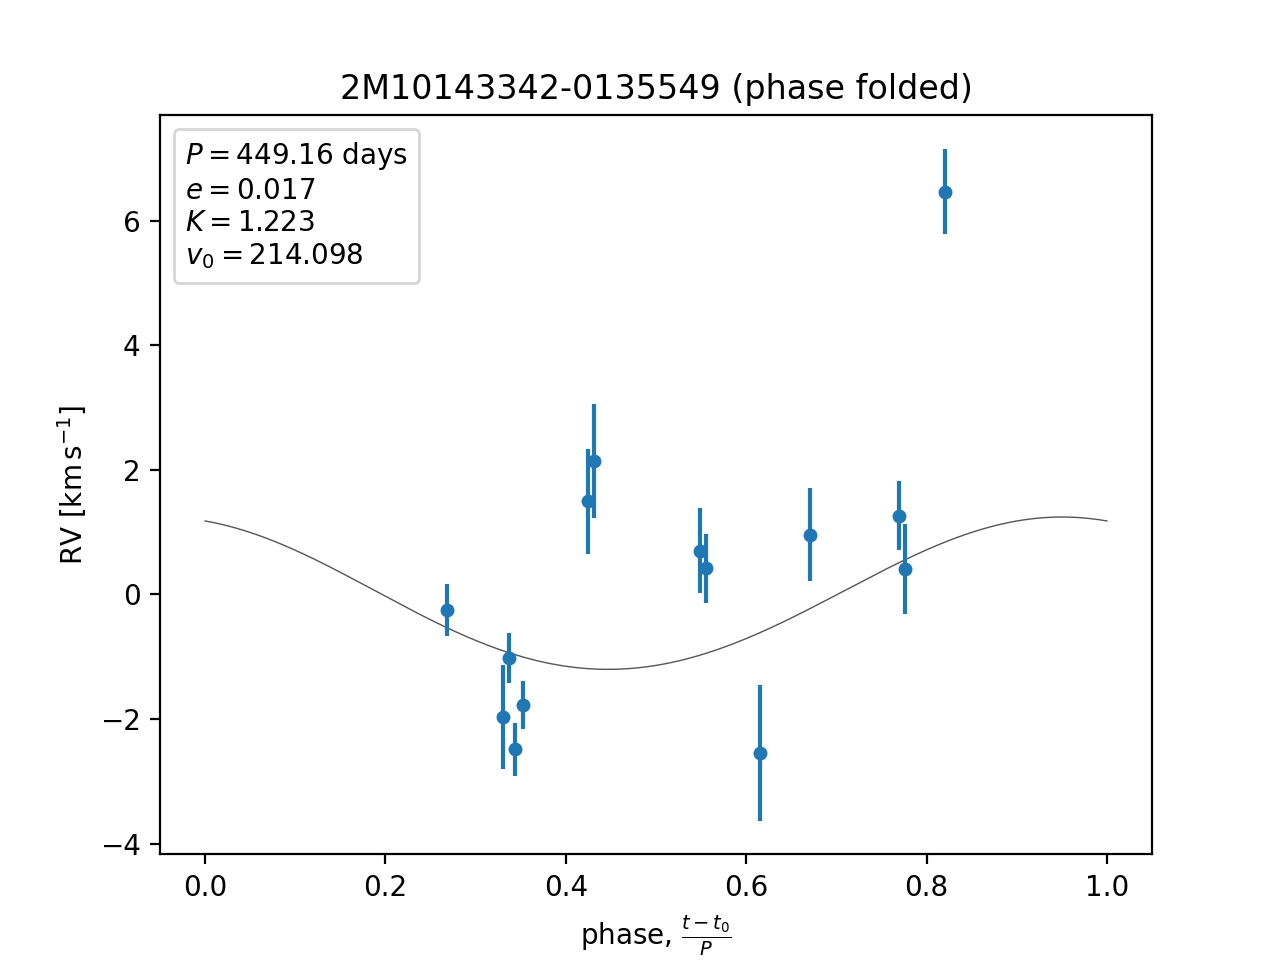 2M10143342-0135549 (phase folded)
P = 449.16 days
e = 0.017
K = 1.223
v₀ = 214.098
6
4
2
0
−2
−4
RV [km s⁻¹]
0.0 0.2 0.4 0.6 0.8 1.0
phase, (t − t₀)/P